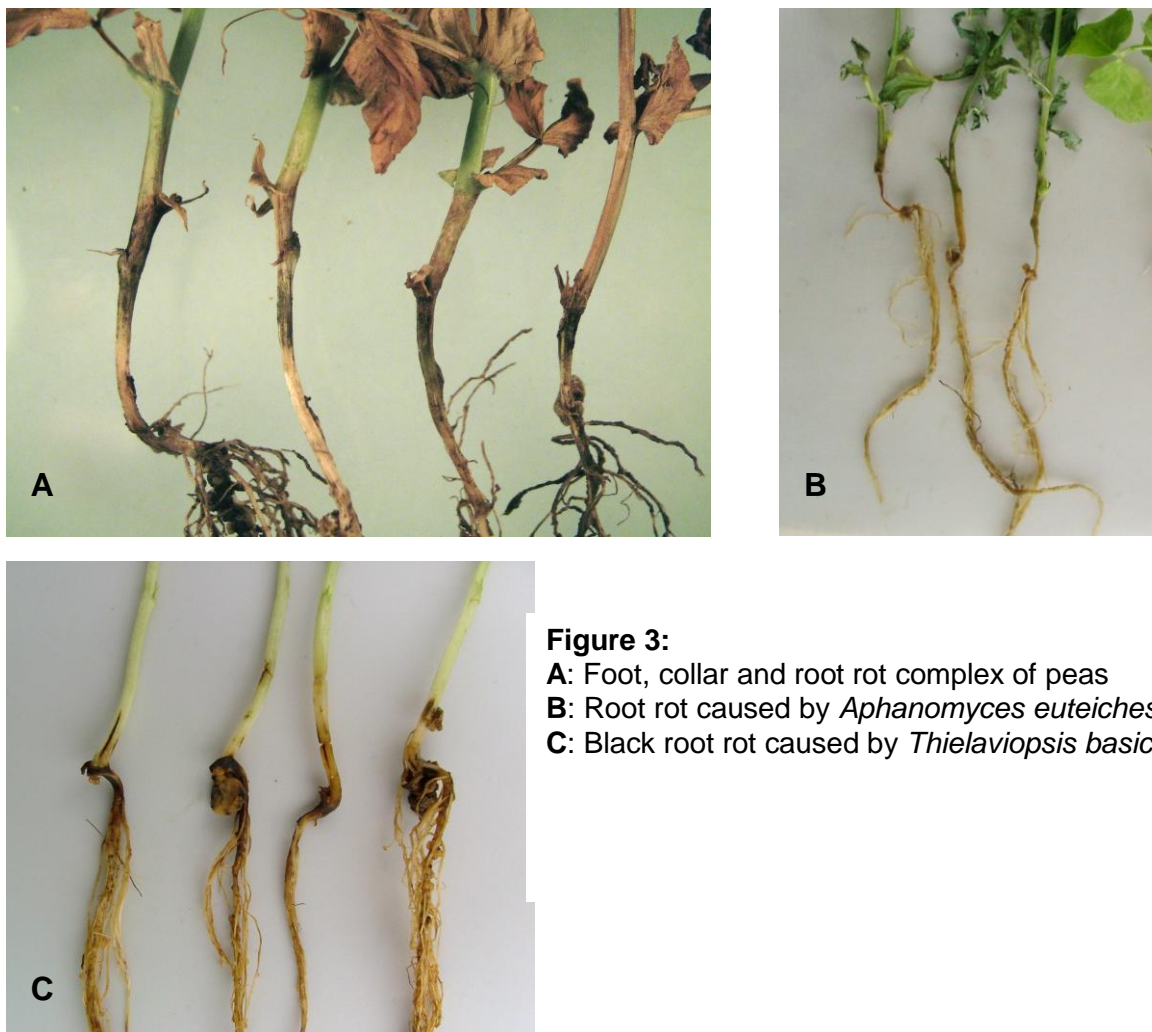 A
B
C
Figure 3:
A: Foot, collar and root rot complex of peas
B: Root rot caused by Aphanomyces euteiches
C: Black root rot caused by Thielaviopsis basic